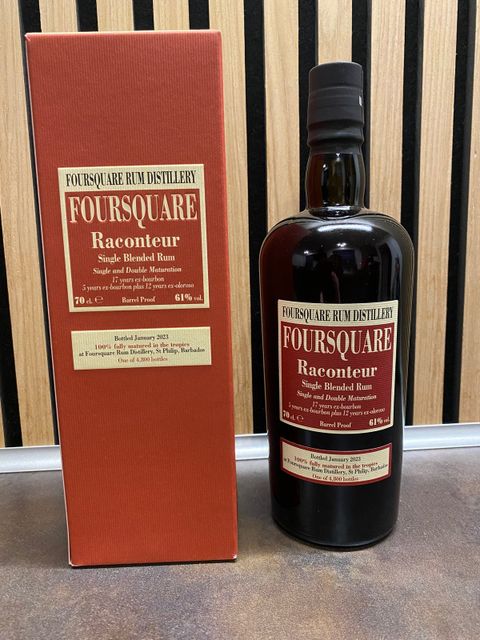 FOURSQUARE RUM DISTILLERY
FOURSQUARE
Raconteur
Single Blended Rum
Single and Double Maturation
17 years ex-bourbon
5 years ex-bourbon plus 12 years ex-oloroso
70 cl. e Barrel Proof 61% vol.
Bottled January 2023
100% fully matured in the tropics
at Foursquare Rum Distillery, St Philip, Barbados
One of 4,800 bottles
FOURSQUARE RUM DISTILLERY
FOURSQUARE
Raconteur
Single Blended Rum
Single and Double Maturation
17 years ex-bourbon
5 years ex-bourbon plus 12 years ex-oloroso
70 cl. e Barrel Proof 61% vol.
Bottled January 2023
100% fully matured in the tropics
at Foursquare Rum Distillery, St Philip, Barbados
One of 4,800 bottles